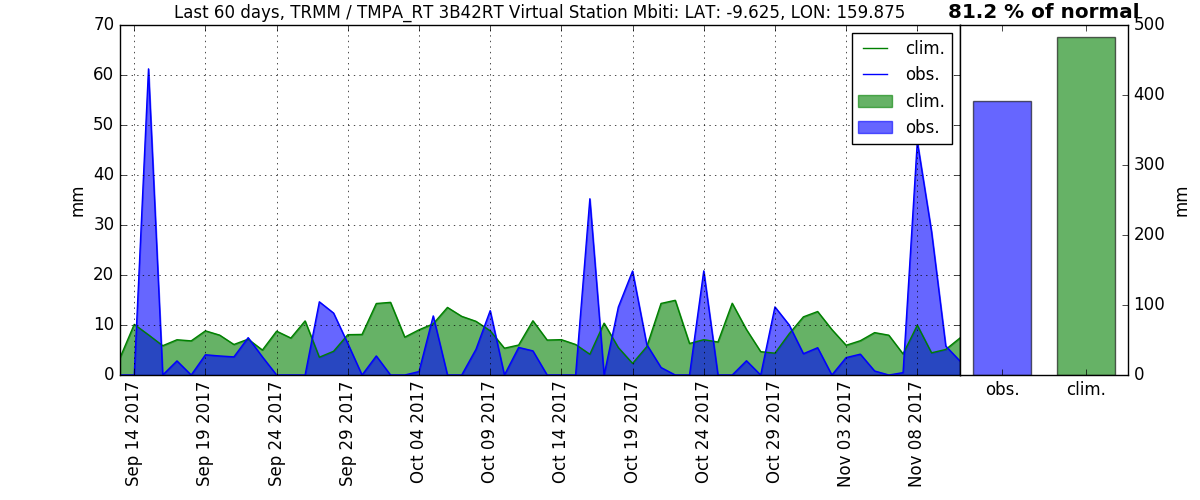 Last 60 days, TRMM / TMPA_RT 3B42RT Virtual Station Mbiti: LAT: -9.625, LON: 159.875
81.2 % of normal
70
60
50
40
30
20
10
0
mm
clim.
obs.
clim.
obs.
Sep 14 2017
Sep 19 2017
Sep 24 2017
Sep 29 2017
Oct 04 2017
Oct 09 2017
Oct 14 2017
Oct 19 2017
Oct 24 2017
Oct 29 2017
Nov 03 2017
Nov 08 2017
500
400
300
200
100
0
mm
obs.
clim.